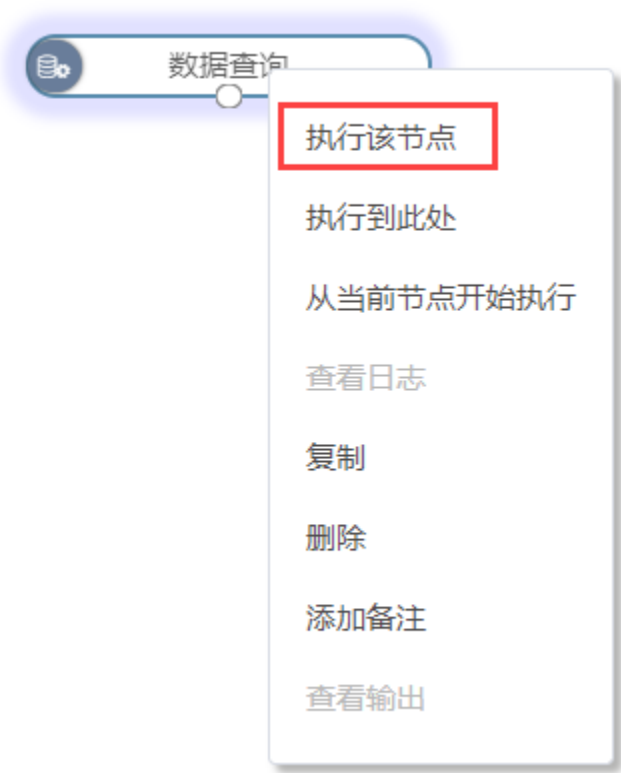 数据查询
执行该节点
执行到此处
从当前节点开始执行
查看日志
复制
删除
添加备注
查看输出